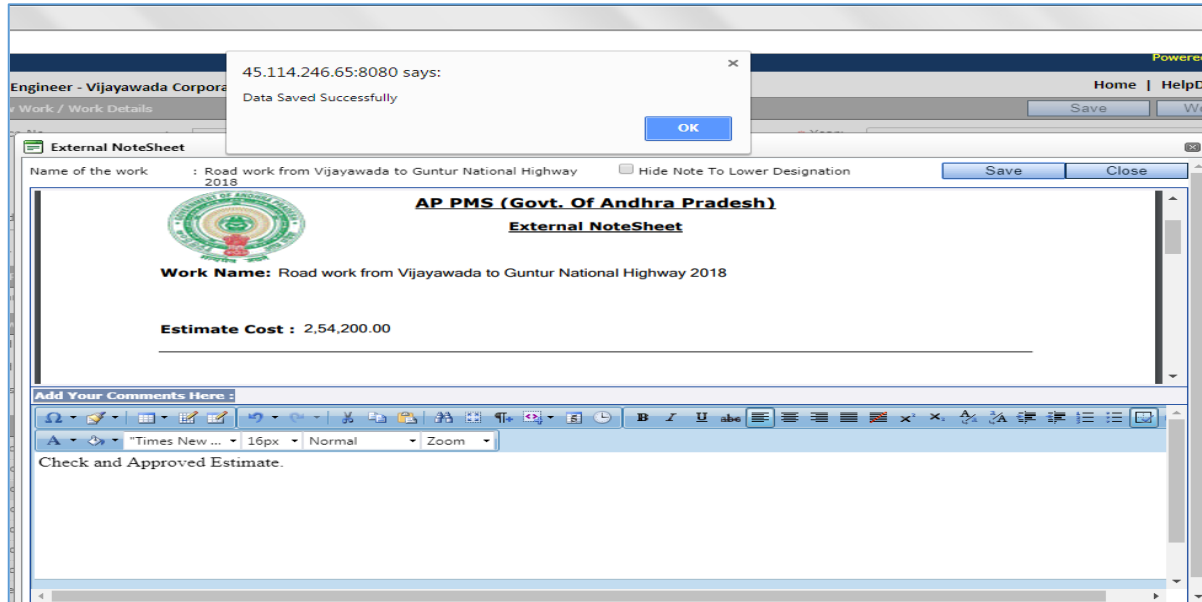 45.114.246.65:8080 says:
Data Saved Successfully
OK
Powere
Engineer - Vijayawada Corpora
Home | HelpD
Work / Work Details
Save
External NoteSheet
Name of the work : Road work from Vijayawada to Guntur National Highway 2018
Hide Note To Lower Designation
Save
Close
AP PMS (Govt. Of Andhra Pradesh)
External NoteSheet
Work Name: Road work from Vijayawada to Guntur National Highway 2018
Estimate Cost : 2,54,200.00
Add Your Comments Here :
"Times New ... 16px Normal Zoom
Check and Approved Estimate.